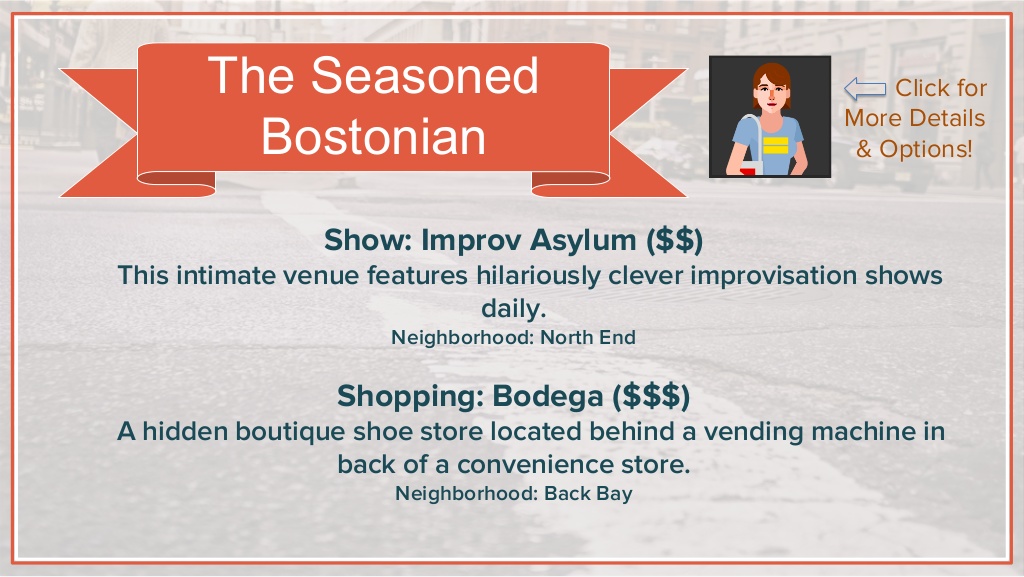 The Seasoned
Bostonian
Click for
More Details
& Options!
Show: Improv Asylum ($$)
This intimate venue features hilariously clever improvisation shows
daily.
Neighborhood: North End
Shopping: Bodega ($$$)
A hidden boutique shoe store located behind a vending machine in
back of a convenience store.
Neighborhood: Back Bay